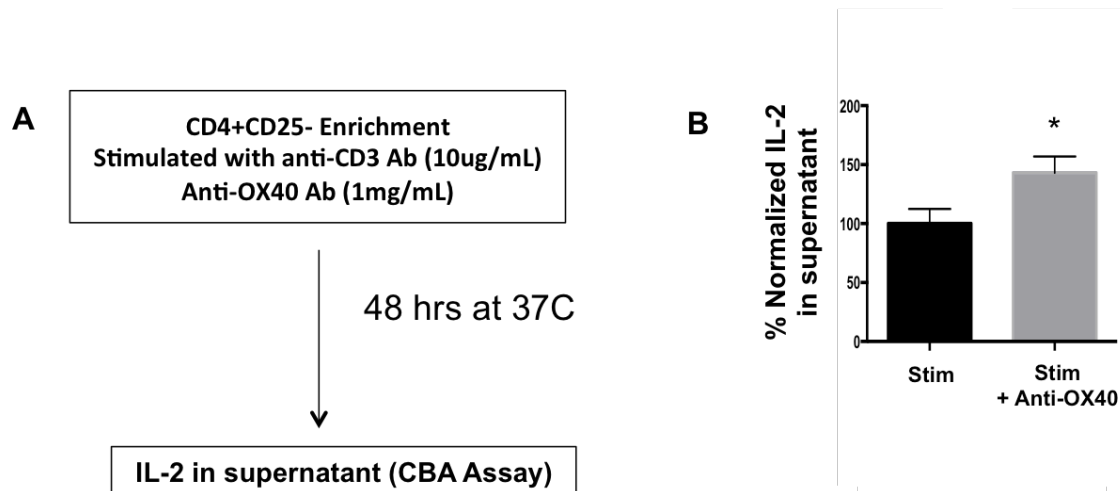 A
CD4+CD25- Enrichment
Stimulated with anti-CD3 Ab (10ug/mL)
Anti-OX40 Ab (1mg/mL)
48 hrs at 37C
IL-2 in supernatant (CBA Assay)
B
% Normalized IL-2
in supernatant
200
150
100
50
0
*
Stim
Stim
+ Anti-OX40